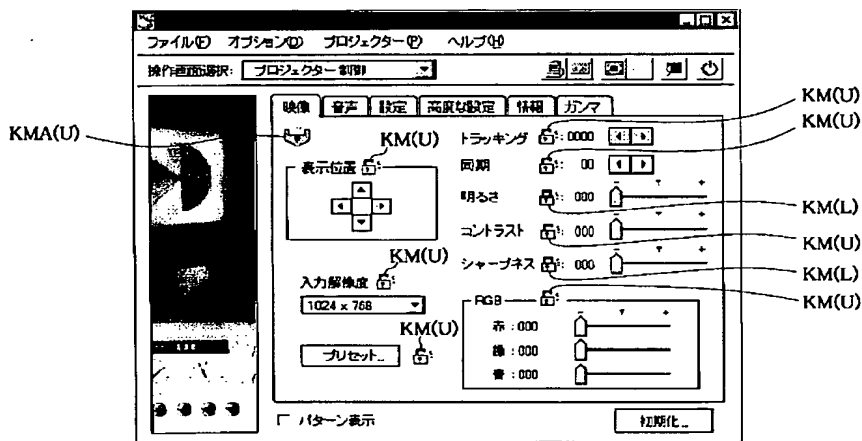 ファイル(F) オプション(O) プロジェクター(P) ヘルプ(H)
操作画面選択: プロジェクター制御
映像 音声 設定 高度な設定 情報 ガンマ
KM(U)
KM(U)
KMA(U)
KM(U)
トラッキング : 0000
表示位置
同期 : 00
明るさ : 000
KM(L)
コントラスト : 000
KM(U)
KM(U)
シャープネス : 000
KM(L)
入力解像度
1024 x 768
RGB
KM(U)
KM(U)
赤 : 000
プリセット...
緑 : 000
青 : 000
パターン表示
初期化...